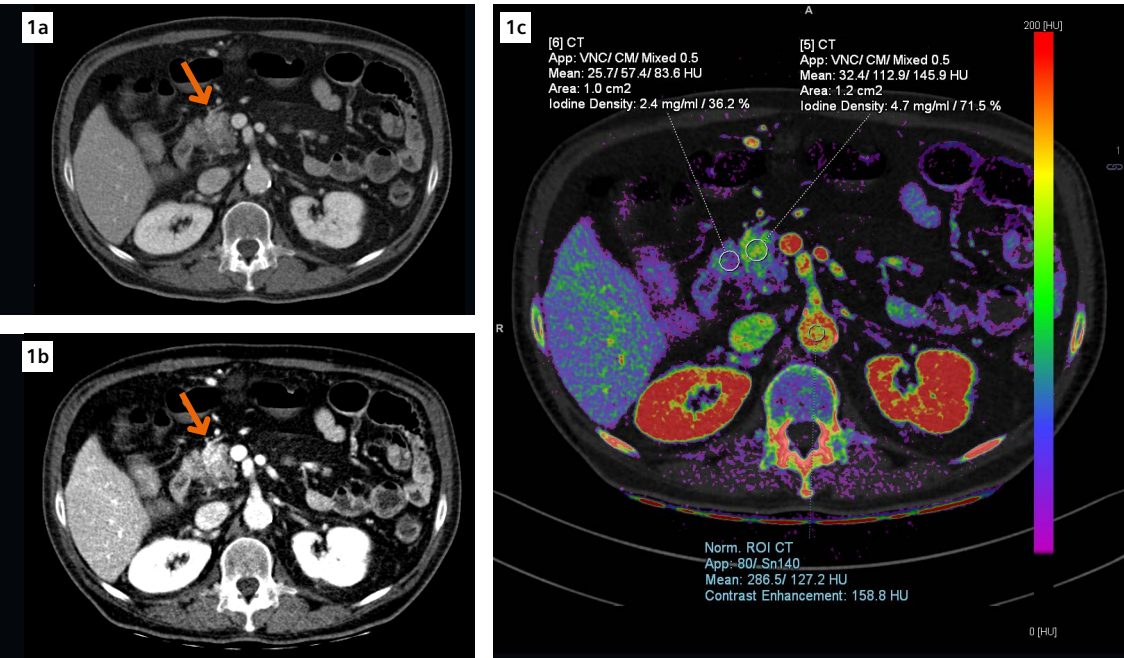 1a
1b
1c
A
200 [HU]
[6] CT
App: VNC/ CM/ Mixed 0.5
Mean: 25.7/ 57.4/ 83.6 HU
Area: 1.0 cm2
Iodine Density: 2.4 mg/ml / 36.2 %
[5] CT
App: VNC/ CM/ Mixed 0.5
Mean: 32.4/ 112.9/ 145.9 HU
Area: 1.2 cm2
Iodine Density: 4.7 mg/ml / 71.5 %
1
R
Norm. ROI CT
App: 80/ Sn140
Mean: 286.5/ 127.2 HU
Contrast Enhancement: 158.8 HU
0 [HU]